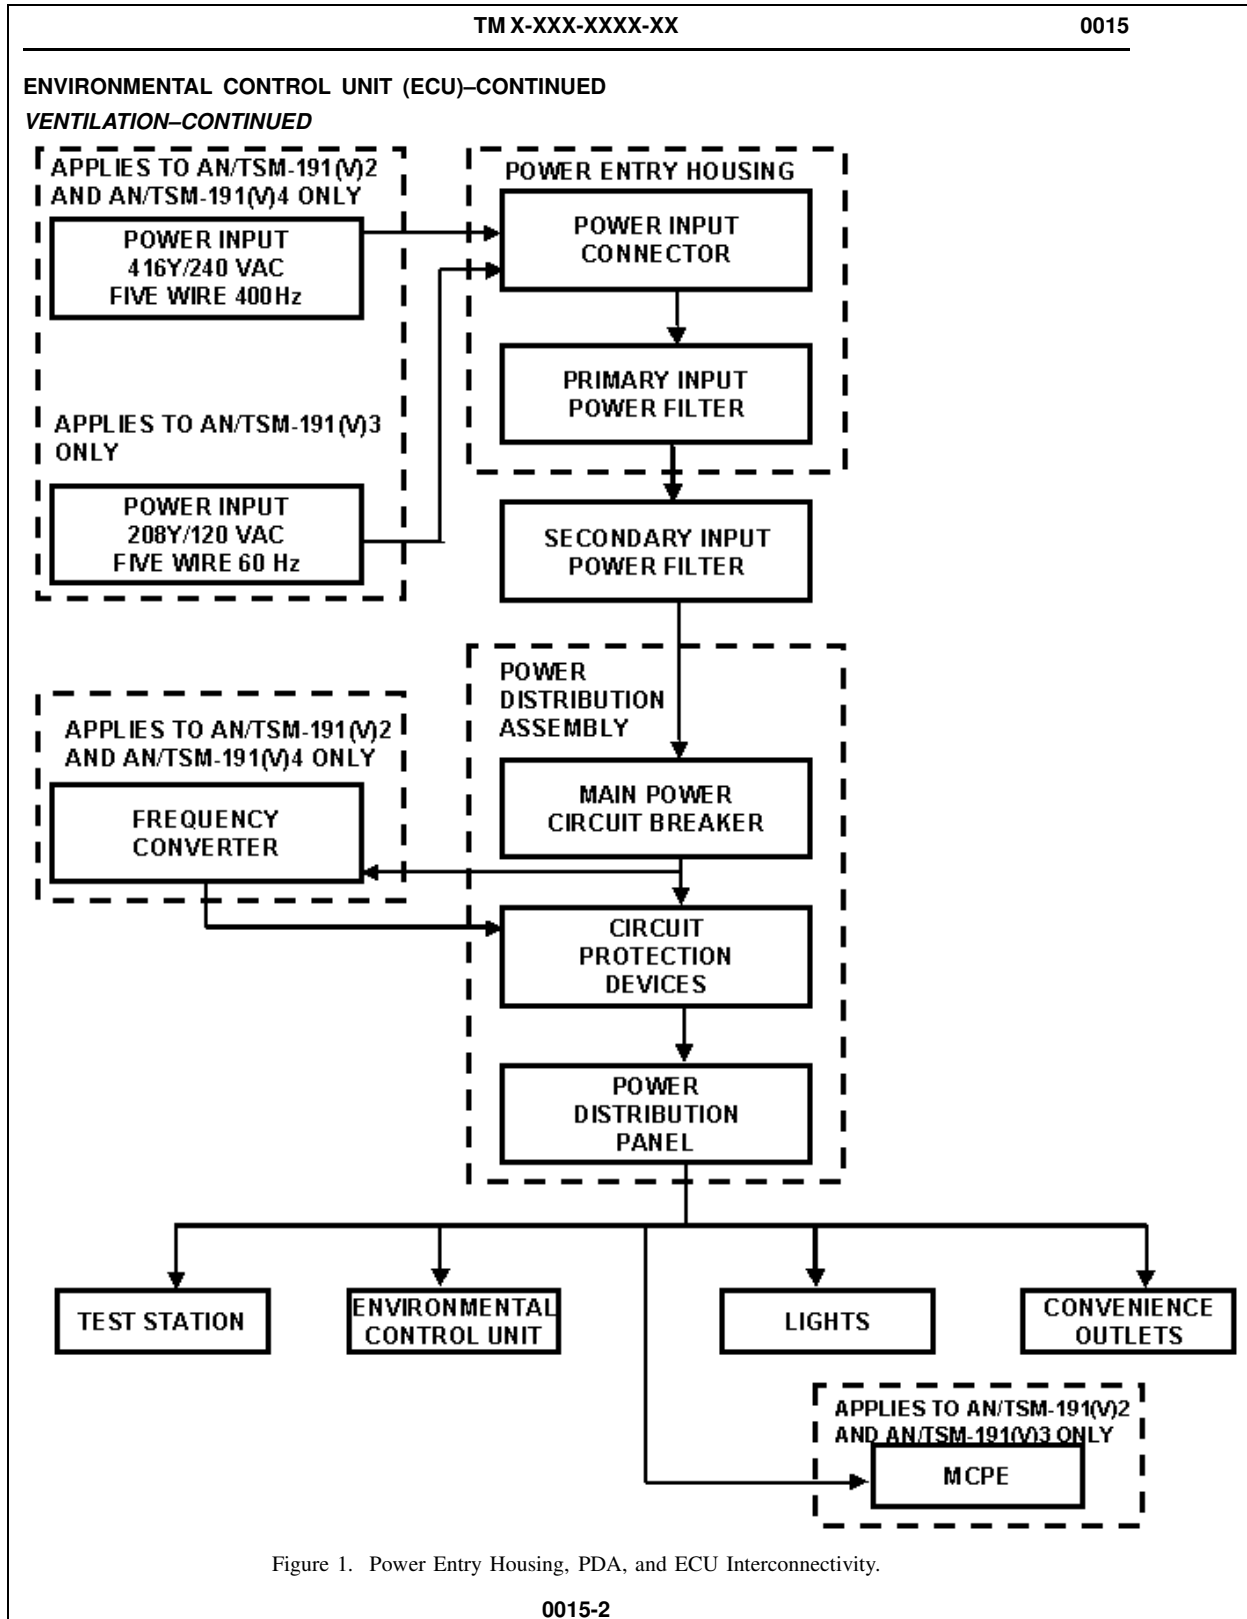 TM X-XXX-XXXX-XX 0015
ENVIRONMENTAL CONTROL UNIT (ECU)–CONTINUED
VENTILATION–CONTINUED
APPLIES TO AN/TSM-191(V)2
AND AN/TSM-191(V)4 ONLY
POWER INPUT
416Y/240 VAC
FIVE WIRE 400Hz
POWER ENTRY HOUSING
POWER INPUT
CONNECTOR
PRIMARY INPUT
POWER FILTER
APPLIES TO AN/TSM-191(V)3
ONLY
POWER INPUT
208Y/120 VAC
FIVE WIRE 60 Hz
SECONDARY INPUT
POWER FILTER
POWER
DISTRIBUTION
ASSEMBLY
APPLIES TO AN/TSM-191(V)2
AND AN/TSM-191(V)4 ONLY
FREQUENCY
CONVERTER
MAIN POWER
CIRCUIT BREAKER
CIRCUIT
PROTECTION
DEVICES
POWER
DISTRIBUTION
PANEL
TEST STATION
ENVIRONMENTAL
CONTROL UNIT
LIGHTS
CONVENIENCE
OUTLETS
APPLIES TO AN/TSM-191(V)2
AND AN/TSM-191(V)3 ONLY
MCPE
Figure 1. Power Entry Housing, PDA, and ECU Interconnectivity.
0015-2